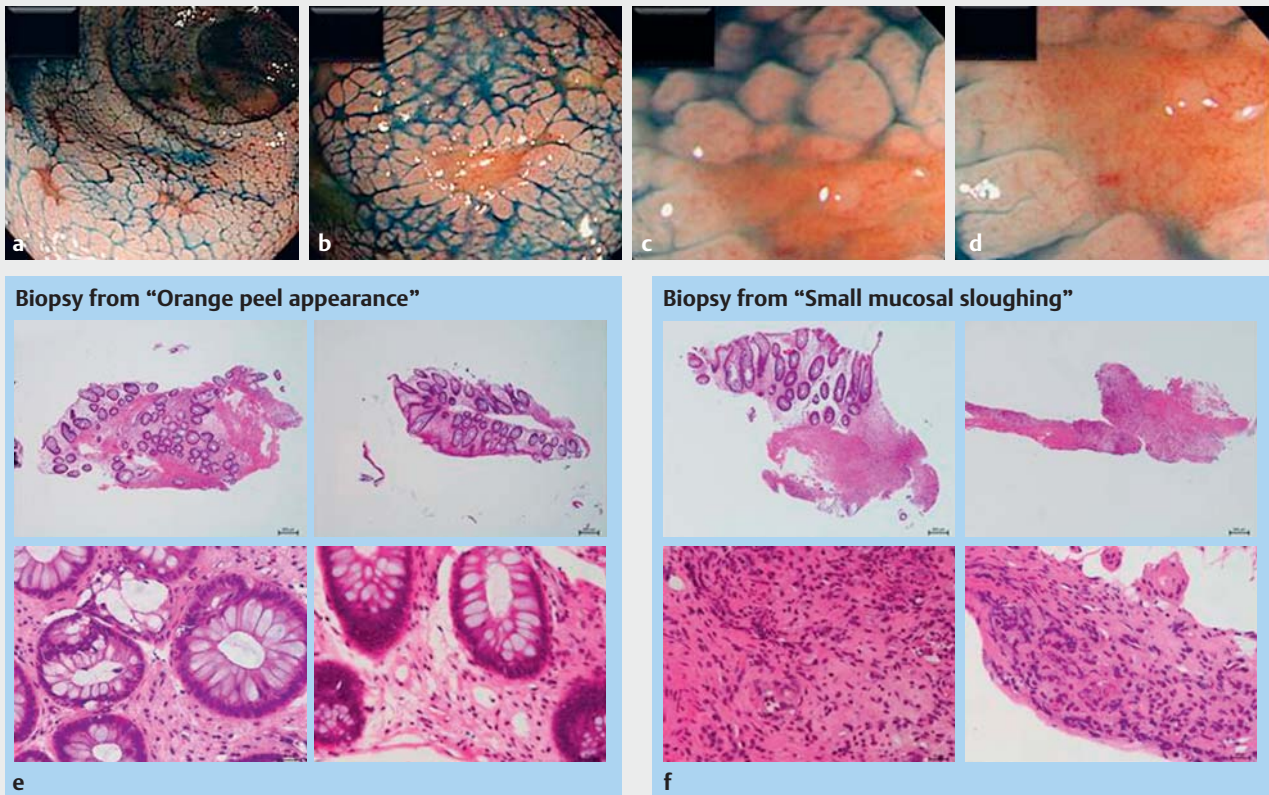 a
b
c
d
Biopsy from “Orange peel appearance”
Biopsy from “Small mucosal sloughing”
e
f